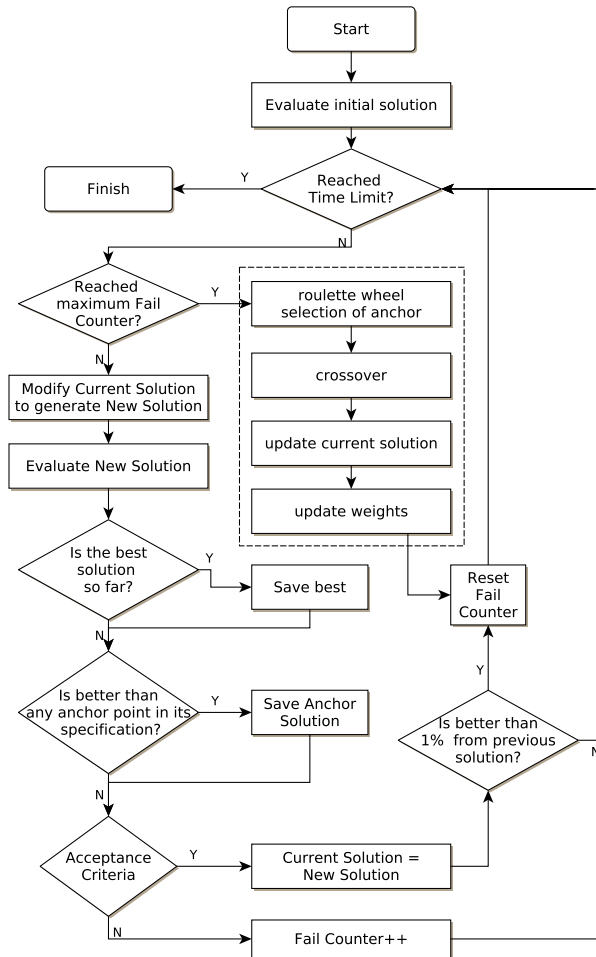 Start
Evaluate initial solution
Reached
Time Limit?
Y
Finish
N
Reached
maximum Fail
Counter?
Y
roulette wheel
selection of anchor
crossover
update current solution
update weights
N
Modify Current Solution
to generate New Solution
Evaluate New Solution
Is the best
solution
so far?
Y
Save best
Reset
Fail
Counter
N
Is better than
any anchor point in its
specification?
Y
Save Anchor
Solution
Y
Is better than
1% from previous
solution?
N
N
Acceptance
Criteria
Y
Current Solution =
New Solution
N
Fail Counter++